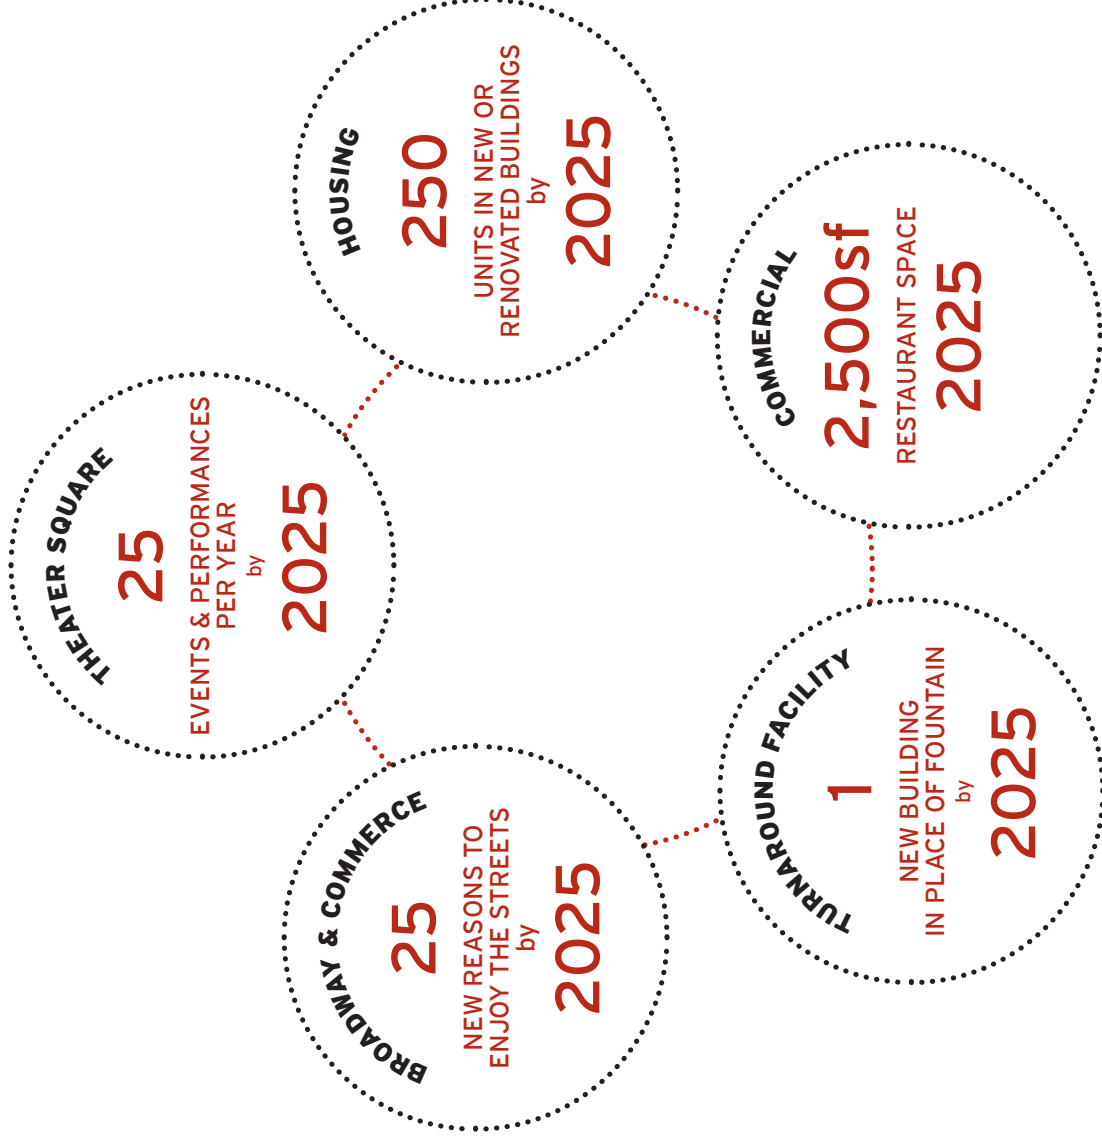 THEATER SQUARE
25
EVENTS & PERFORMANCES
PER YEAR
by
2025
HOUSING
250
UNITS IN NEW OR
RENOVATED BUILDINGS
by
2025
COMMERCIAL
2,500sf
RESTAURANT SPACE
2025
TURNAROUND FACILITY
1
NEW BUILDING
IN PLACE OF FOUNTAIN
by
2025
BROADWAY & COMMERCE
25
NEW REASONS TO
ENJOY THE STREETS
by
2025